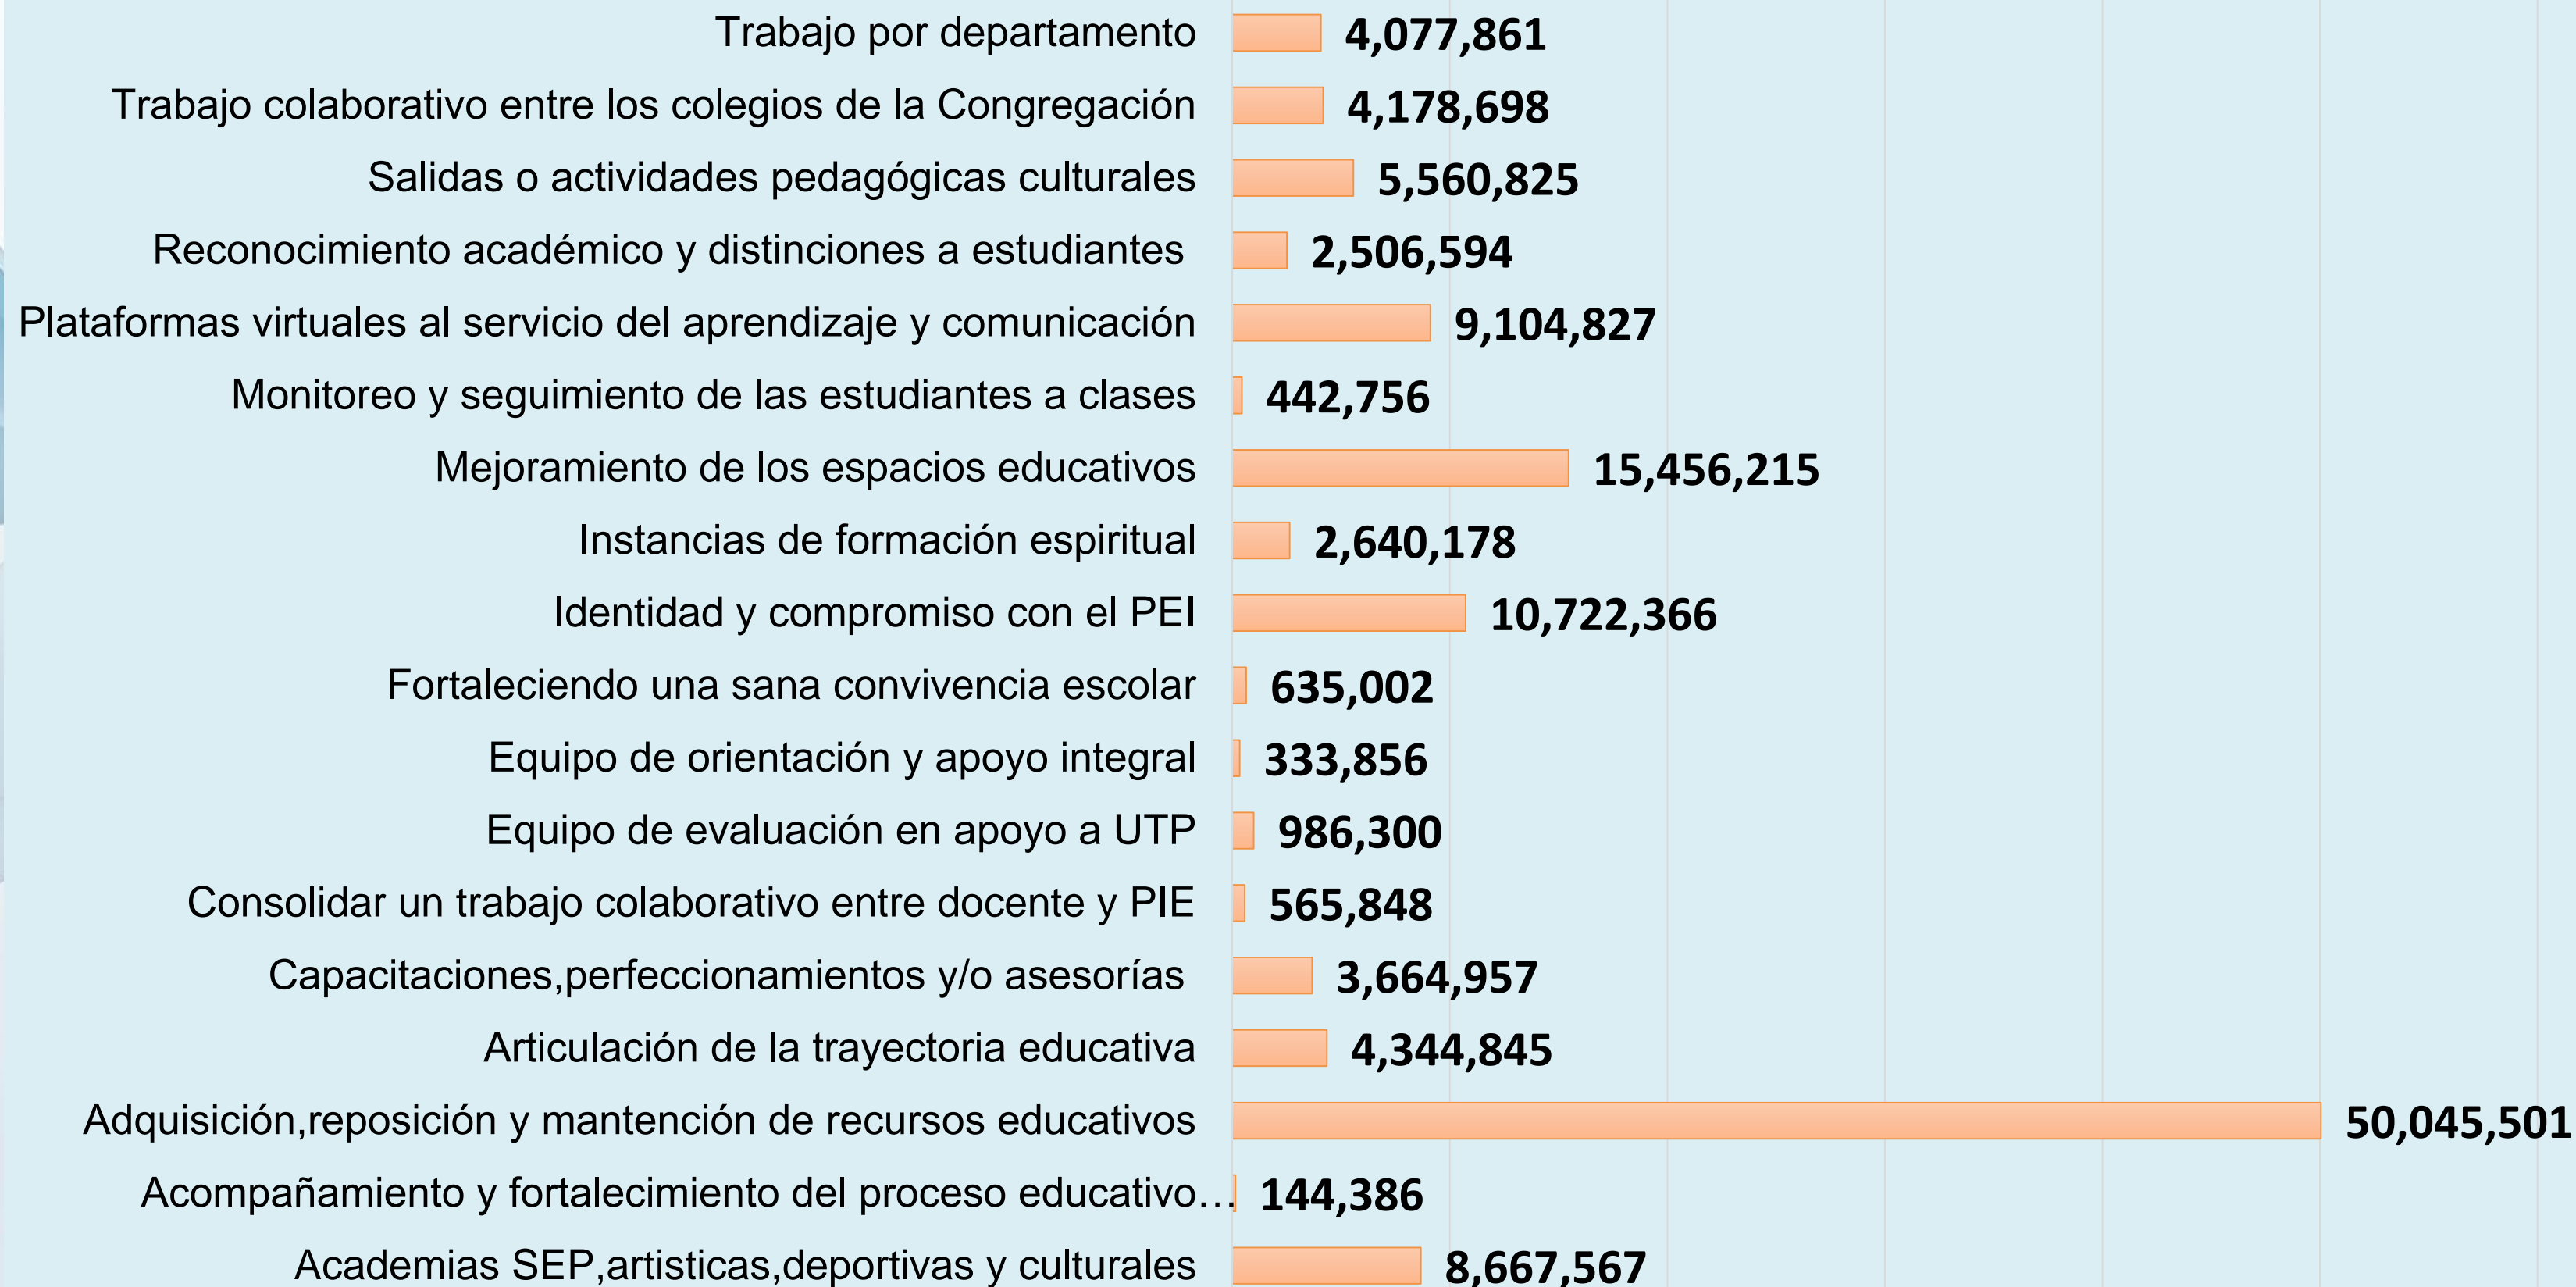 Trabajo por departamento 4,077,861
Trabajo colaborativo entre los colegios de la Congregación 4,178,698
Salidas o actividades pedagógicas culturales 5,560,825
Reconocimiento académico y distinciones a estudiantes 2,506,594
Plataformas virtuales al servicio del aprendizaje y comunicación 9,104,827
Monitoreo y seguimiento de las estudiantes a clases 442,756
Mejoramiento de los espacios educativos 15,456,215
Instancias de formación espiritual 2,640,178
Identidad y compromiso con el PEI 10,722,366
Fortaleciendo una sana convivencia escolar 635,002
Equipo de orientación y apoyo integral 333,856
Equipo de evaluación en apoyo a UTP 986,300
Consolidar un trabajo colaborativo entre docente y PIE 565,848
Capacitaciones,perfeccionamientos y/o asesorías 3,664,957
Articulación de la trayectoria educativa 4,344,845
Adquisición,reposición y mantención de recursos educativos 50,045,501
Acompañamiento y fortalecimiento del proceso educativo… 144,386
Academias SEP,artisticas,deportivas y culturales 8,667,567